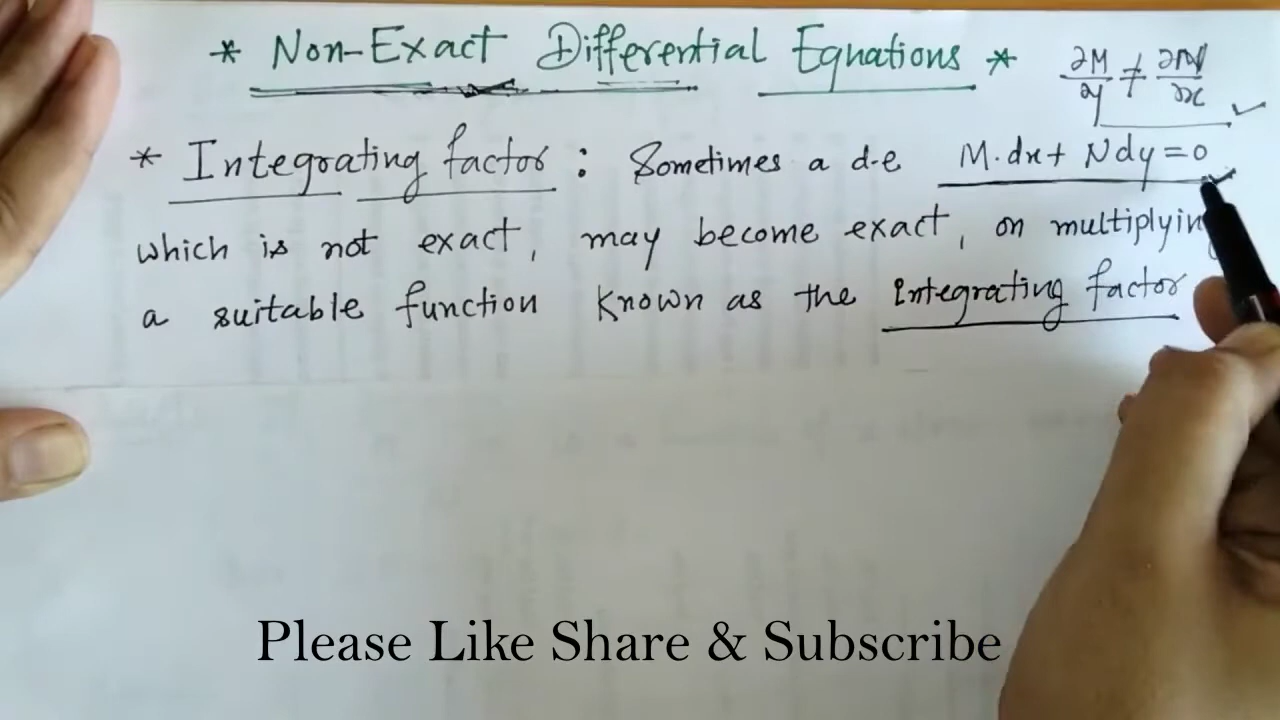 * Non-Exact Differential Equations *
∂M/∂y ≠ ∂N/∂x
* Integrating factor : Sometimes a d.e M.dx + Ndy = 0
which is not exact, may become exact, on multiplying
a suitable function known as the Integrating factor
Please Like Share & Subscribe